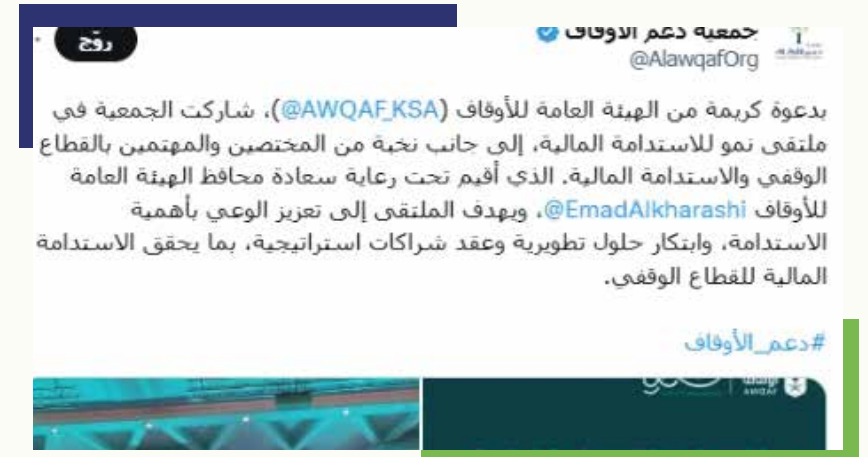 جمعية دعم الأوقاف
@AlawqafOrg
روّج
بدعوة كريمة من الهيئة العامة للأوقاف (@AWQAF_KSA)، شاركت الجمعية في
ملتقى نمو للاستدامة المالية، إلى جانب نخبة من المختصين والمهتمين بالقطاع
الوقفي والاستدامة المالية. الذي أقيم تحت رعاية سعادة محافظ الهيئة العامة
للأوقاف @EmadAlkharashi، ويهدف الملتقى إلى تعزيز الوعي بأهمية
الاستدامة، وابتكار حلول تطويرية وعقد شراكات استراتيجية، بما يحقق الاستدامة
المالية للقطاع الوقفي.
#دعم_الأوقاف
AWQAF